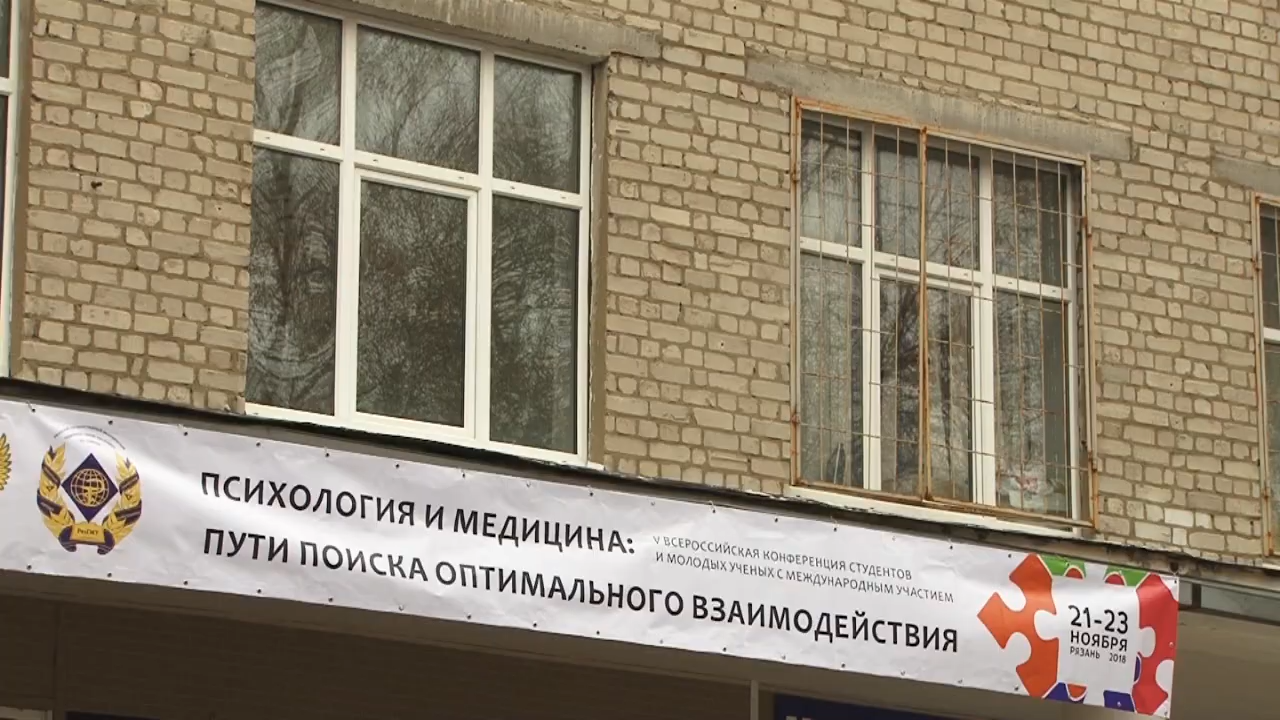 ПСИХОЛОГИЯ И МЕДИЦИНА:
ПУТИ ПОИСКА ОПТИМАЛЬНОГО ВЗАИМОДЕЙСТВИЯ
V ВСЕРОССИЙСКАЯ КОНФЕРЕНЦИЯ СТУДЕНТОВ
И МОЛОДЫХ УЧЕНЫХ С МЕЖДУНАРОДНЫМ УЧАСТИЕМ
21-23
НОЯБРЯ
РЯЗАНЬ 2018